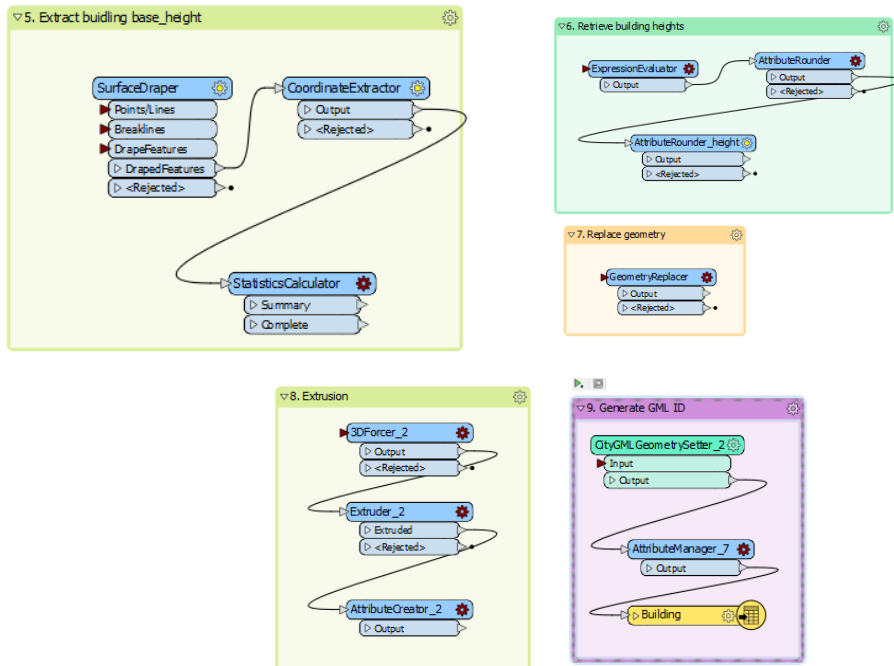 5. Extract buidling base_height
SurfaceDraper
Points/Lines
Breaklines
DrapeFeatures
DrapedFeatures
<Rejected>
CoordinateExtractor
Output
<Rejected>
StatisticsCalculator
Summary
Complete
6. Retrieve building heights
ExpressionEvaluator
Output
AttributeRounder
Output
<Rejected>
AttributeRounder_height
Output
<Rejected>
7. Replace geometry
GeometryReplacer
Output
<Rejected>
8. Extrusion
3DForcer_2
Output
<Rejected>
Extruder_2
Extruded
<Rejected>
AttributeCreator_2
Output
9. Generate GML ID
CityGMLGeometrySetter_2
Input
Output
AttributeManager_7
Output
Building